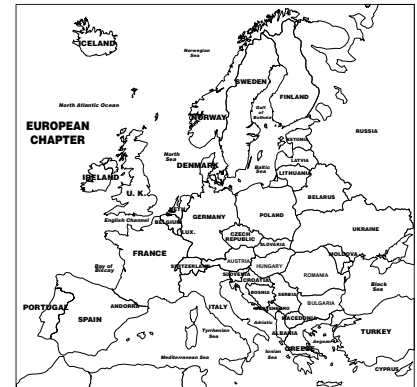 ICELAND
Norwegian
Sea
SWEDEN
FINLAND
North Atlantic Ocean
Gulf
of
Bothnia
NORWAY
EUROPEAN
CHAPTER
RUSSIA
ESTONIA
North
Sea
Baltic
Sea
LATVIA
DENMARK
LITHUANIA
IRELAND
U. K.
BELARUS
NETH.
English Channel
BELGIUM
GERMANY
POLAND
LUX.
CZECH
REPUBLIC
UKRAINE
SLOVAKIA
FRANCE
MOLDOVA
AUSTRIA
HUNGARY
Bay of
Biscay
SWITZERLAND
SLOVENIA
CROATIA
ROMANIA
BOSNIA
SERBIA
Black
Sea
PORTUGAL
ANDORRA
ITALY
BULGARIA
SPAIN
Adriatic
MACEDONIA
Tyrrhenian
Sea
ALBANIA
TURKEY
GREECE
Aegean
Ionian
Sea
Mediterranean Sea
CYPRUS